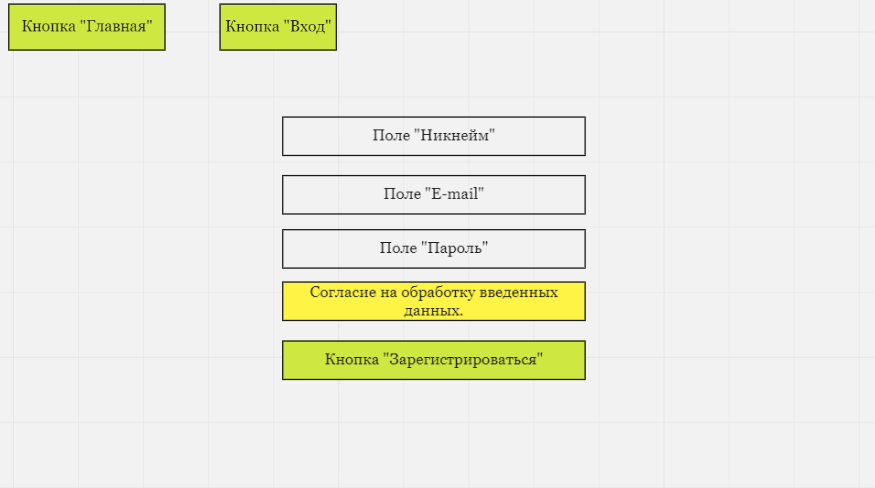 Кнопка "Главная"
Кнопка "Вход"
Поле "Никнейм"
Поле "E-mail"
Поле "Пароль"
Согласие на обработку введенных
данных.
Кнопка "Зарегистрироваться"